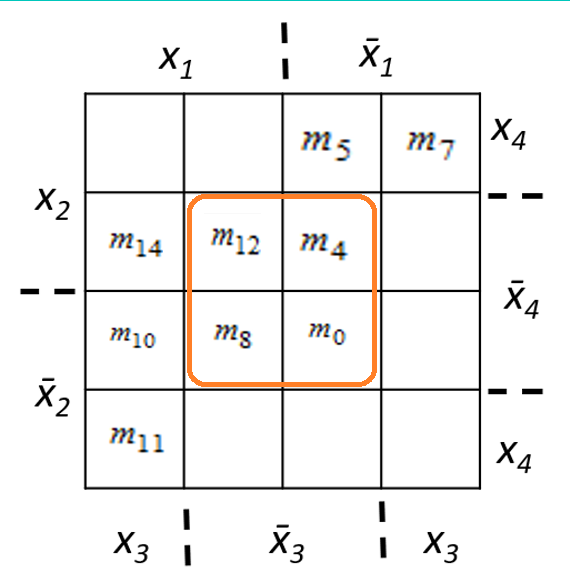 x₁ x̄₁
m₅ m₇ x₄
x₂
m₁₄ m₁₂ m₄
x̄₄
m₁₀ m₈ m₀
x̄₂
m₁₁ x₄
x₃ x̄₃ x₃